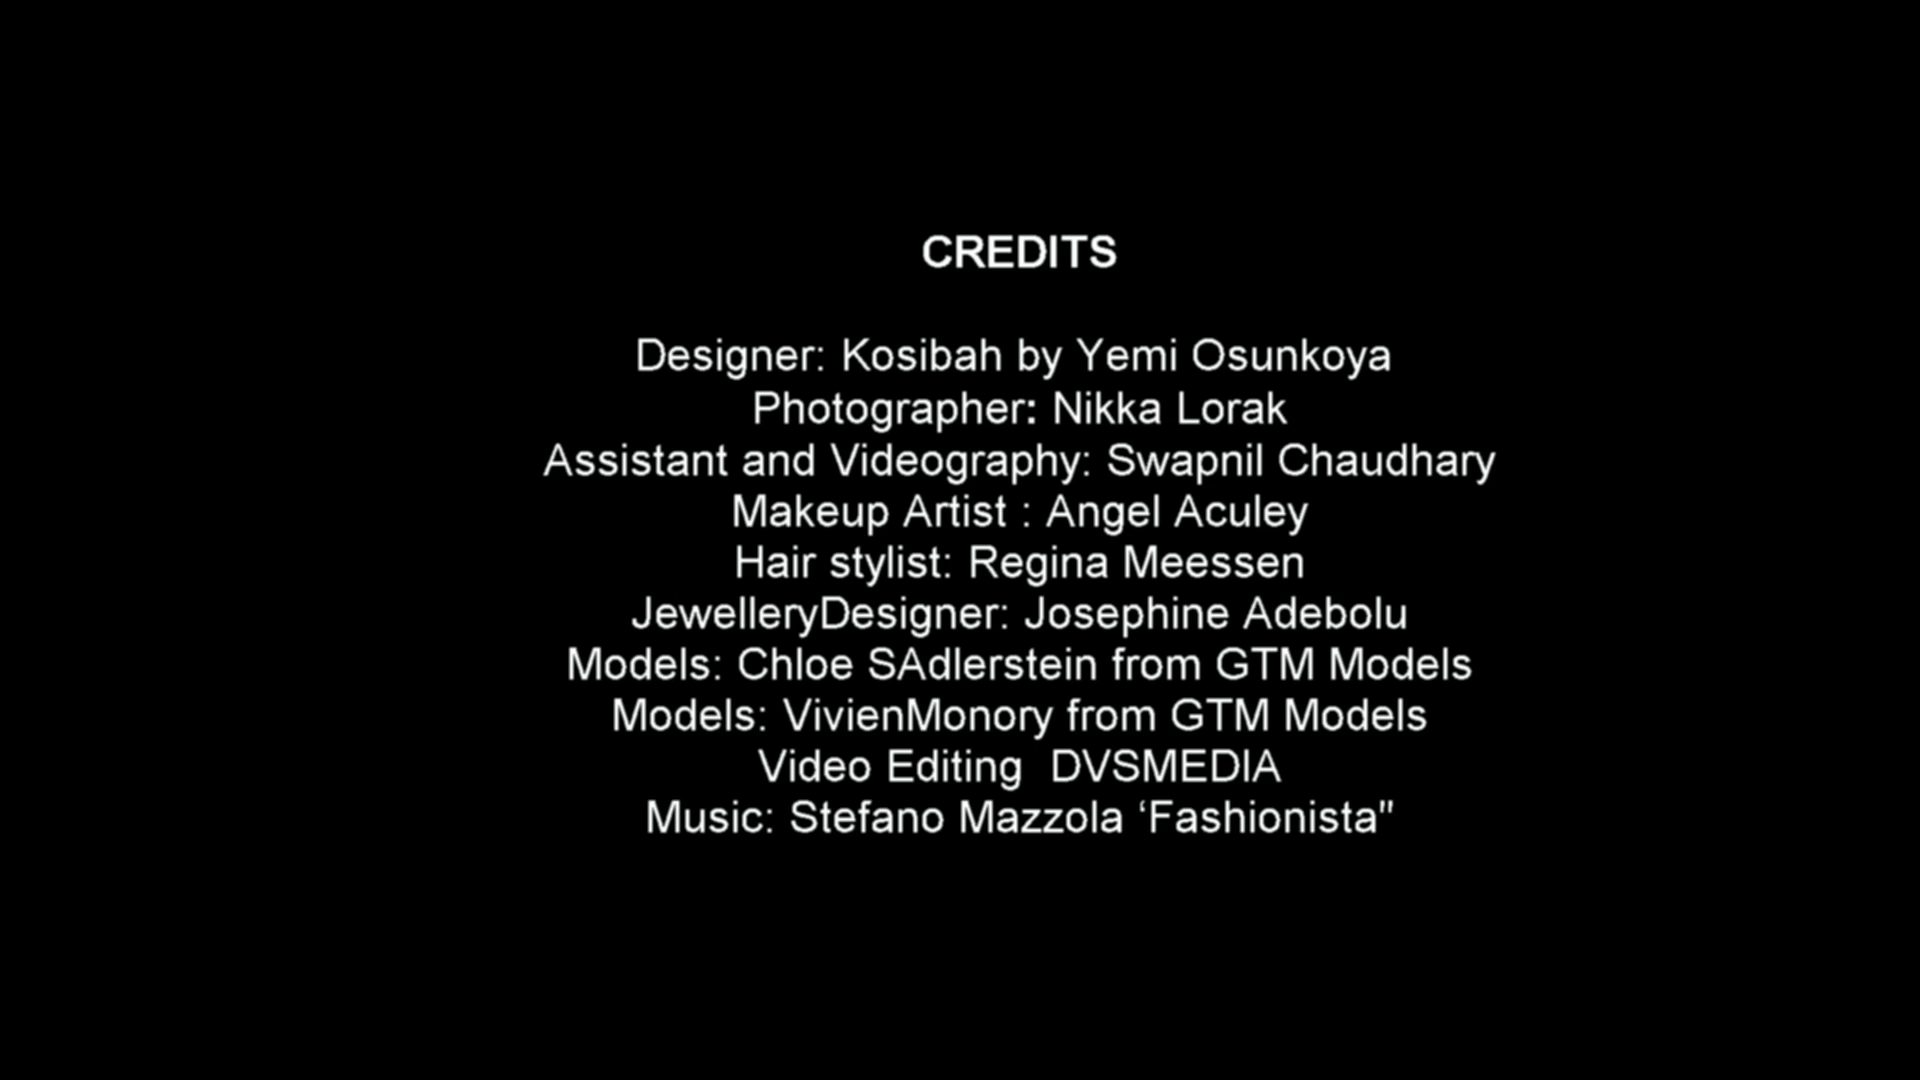 CREDITS
Designer: Kosibah by Yemi Osunkoya
Photographer: Nikka Lorak
Assistant and Videography: Swapnil Chaudhary
Makeup Artist : Angel Aculey
Hair stylist: Regina Meessen
JewelleryDesigner: Josephine Adebolu
Models: Chloe SAdlerstein from GTM Models
Models: VivienMonory from GTM Models
Video Editing  DVSMEDIA
Music: Stefano Mazzola ‘Fashionista"